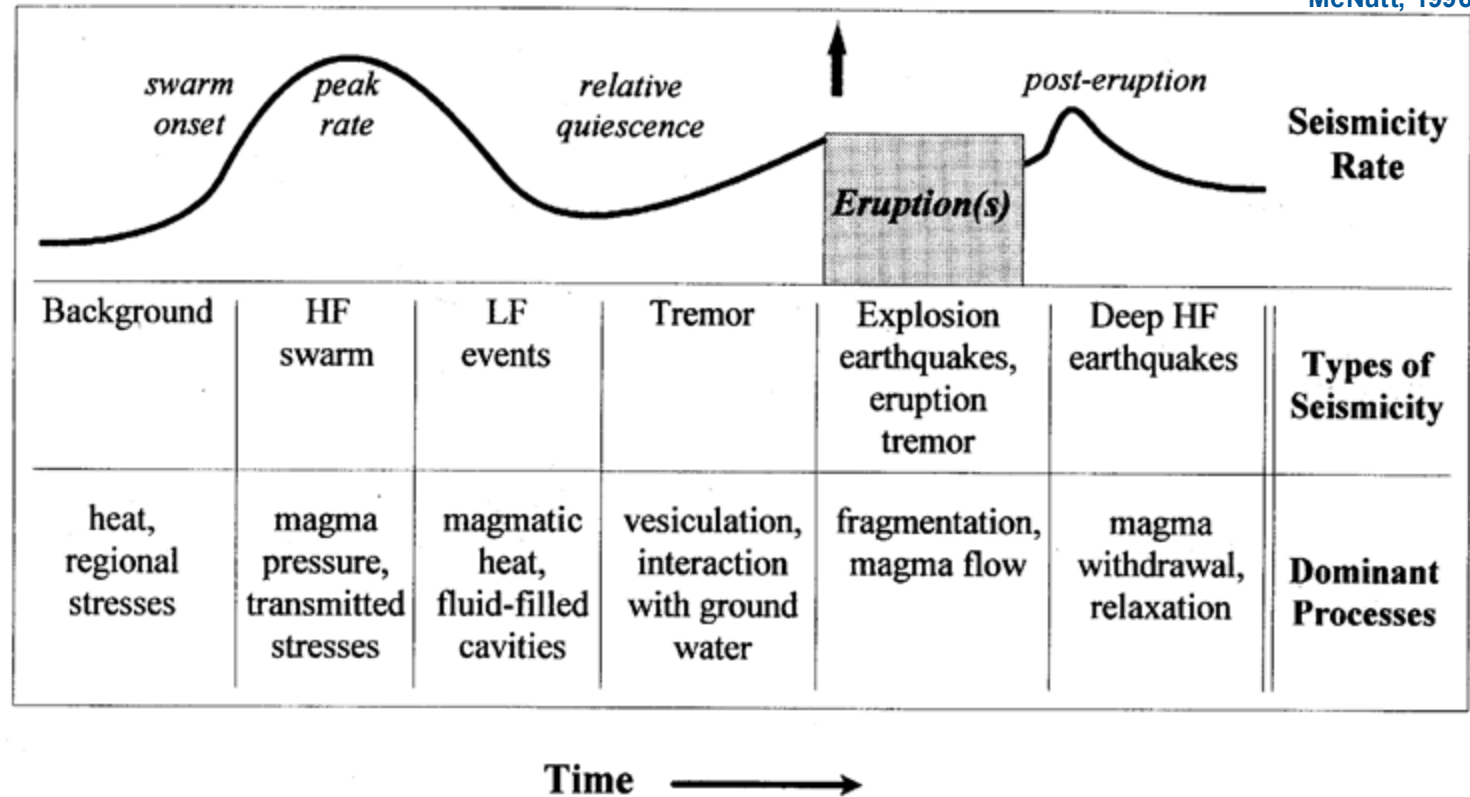 McNutt, 1996
swarm
onset
peak
rate
relative
quiescence
post-eruption
Seismicity
Rate
Eruption(s)
Background
HF
swarm
LF
events
Tremor
Explosion
earthquakes,
eruption
tremor
Deep HF
earthquakes
Types of
Seismicity
heat,
regional
stresses
magma
pressure,
transmitted
stresses
magmatic
heat,
fluid-filled
cavities
vesiculation,
interaction
with ground
water
fragmentation,
magma flow
magma
withdrawal,
relaxation
Dominant
Processes
Time